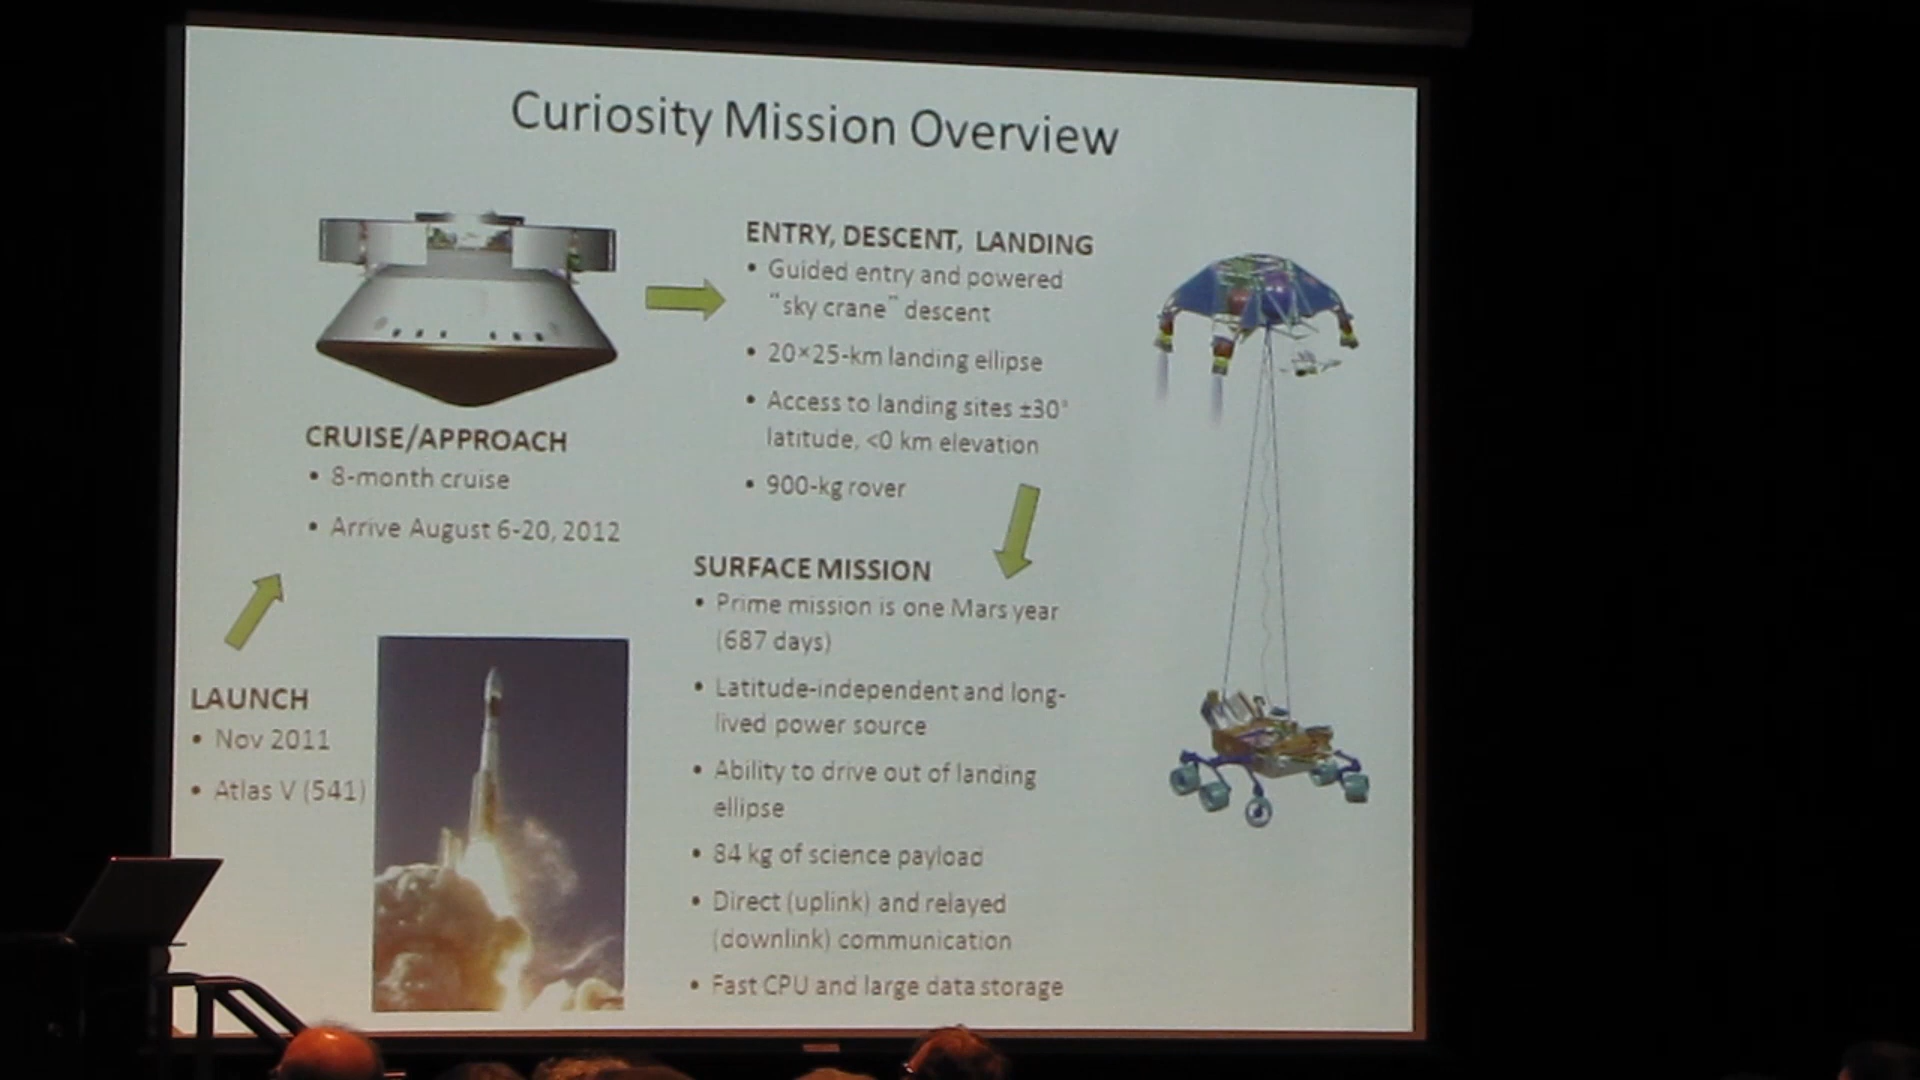 Curiosity Mission Overview
ENTRY, DESCENT, LANDING
• Guided entry and powered
“sky crane” descent
• 20×25-km landing ellipse
• Access to landing sites ±30°
latitude, <0 km elevation
• 900-kg rover
CRUISE/APPROACH
• 8-month cruise
• Arrive August 6-20, 2012
SURFACE MISSION
• Prime mission is one Mars year
(687 days)
• Latitude-independent and long-
lived power source
• Ability to drive out of landing
ellipse
• 84 kg of science payload
• Direct (uplink) and relayed
(downlink) communication
• Fast CPU and large data storage
LAUNCH
• Nov 2011
• Atlas V (541)